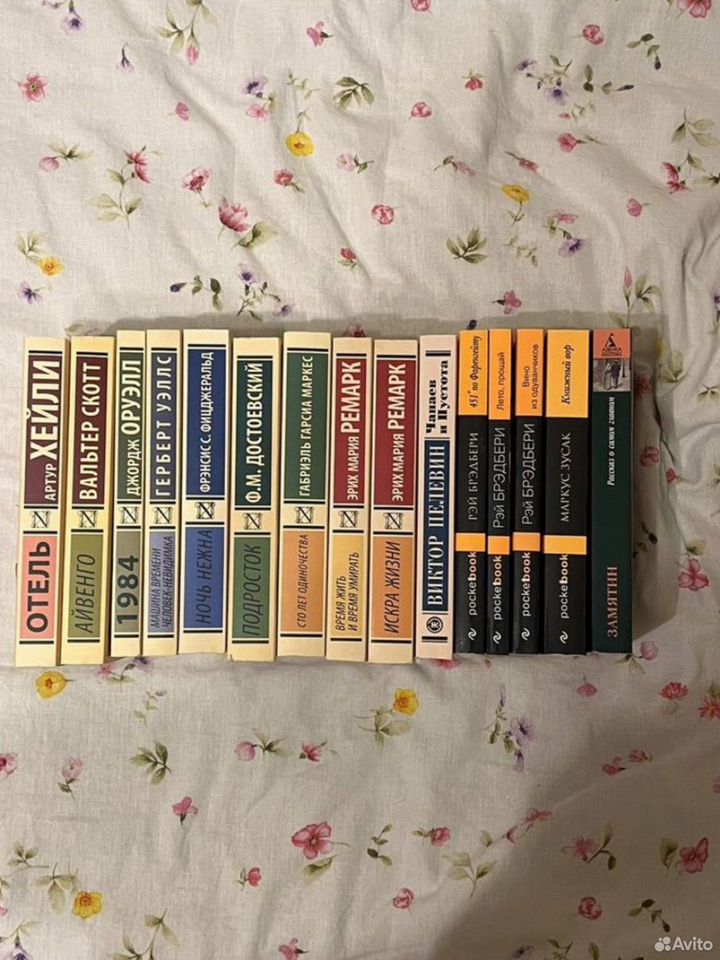 АРТУР ХЕЙЛИ
ОТЕЛЬ
ВАЛЬТЕР СКОТТ
АЙВЕНГО
ДЖОРДЖ ОРУЭЛЛ
1984
ГЕРБЕРТ УЭЛЛС
МАШИНА ВРЕМЕНИ
ЧЕЛОВЕК-НЕВИДИМКА
ФРЭНСИС С. ФИЦДЖЕРАЛЬД
НОЧЬ НЕЖНА
Ф.М. ДОСТОЕВСКИЙ
ПОДРОСТОК
ГАБРИЭЛЬ ГАРСИА МАРКЕС
СТО ЛЕТ ОДИНОЧЕСТВА
ЭРИХ МАРИЯ РЕМАРК
ВРЕМЯ ЖИТЬ
И ВРЕМЯ УМИРАТЬ
ЭРИХ МАРИЯ РЕМАРК
ИСКРА ЖИЗНИ
ВИКТОР ПЕЛЕВИН
Чапаев
и Пустота
451° по Фаренгейту
РЭЙ БРЭДБЕРИ
pocketbook
Лето, прощай
РЭЙ БРЭДБЕРИ
pocketbook
Вино
из одуванчиков
РЭЙ БРЭДБЕРИ
pocketbook
Книжный вор
МАРКУС ЗУСАК
pocketbook
Рассказ о самом главном
ЗАМЯТИН
Avito